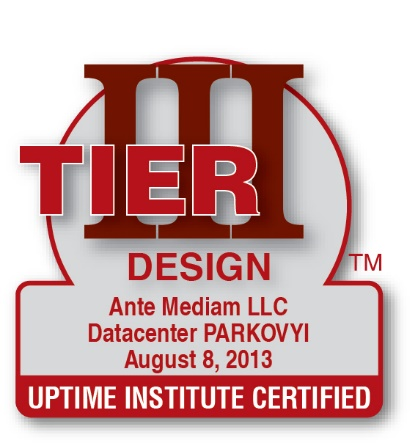 TIER III
DESIGN
TM
Ante Mediam LLC
Datacenter PARKOVYI
August 8, 2013
UPTIME INSTITUTE CERTIFIED